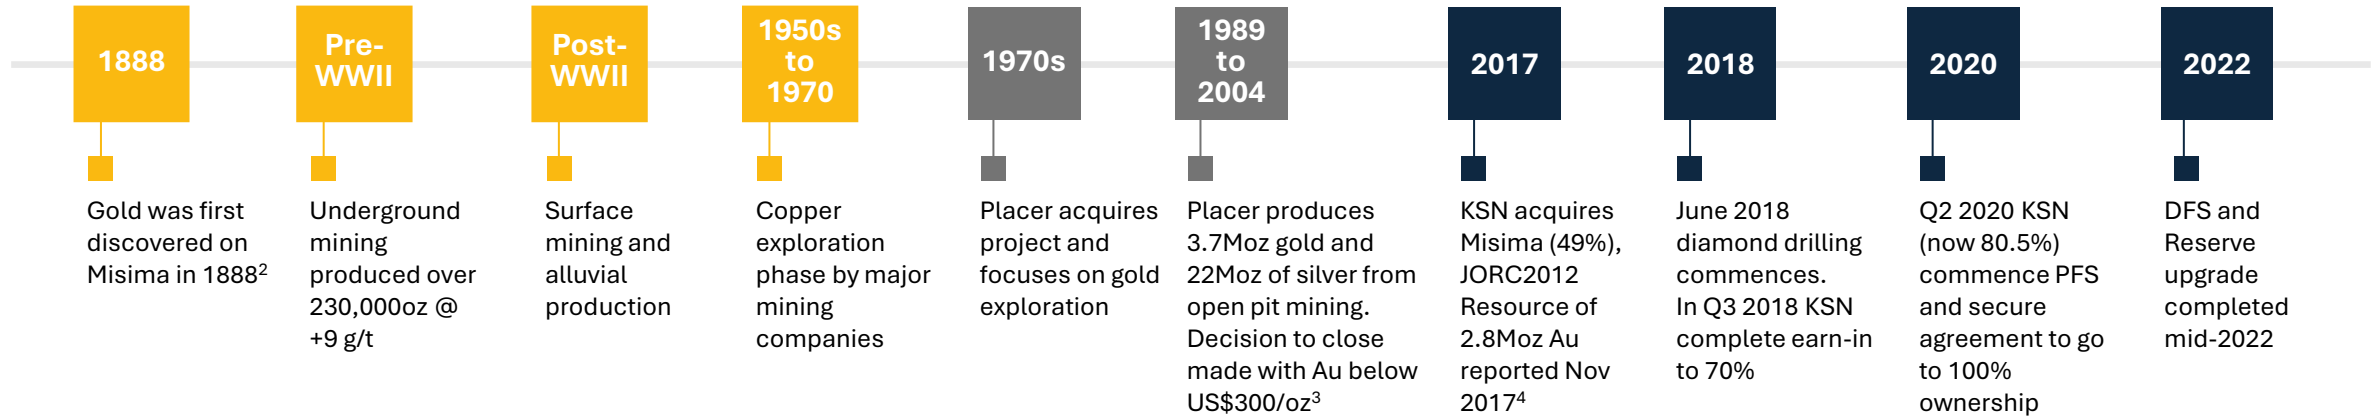 1888
Gold was first
discovered on
Misima in 1888²
Pre-
WWII
Underground
mining
produced over
230,000oz @
+9 g/t
Post-
WWII
Surface
mining and
alluvial
production
1950s
to
1970
Copper
exploration
phase by major
mining
companies
1970s
Placer acquires
project and
focuses on gold
exploration
1989
to
2004
Placer produces
3.7Moz gold and
22Moz of silver from
open pit mining.
Decision to close
made with Au below
US$300/oz³
2017
KSN acquires
Misima (49%),
JORC2012
Resource of
2.8Moz Au
reported Nov
2017⁴
2018
June 2018
diamond drilling
commences.
In Q3 2018 KSN
complete earn-in
to 70%
2020
Q2 2020 KSN
(now 80.5%)
commence PFS
and secure
agreement to go
to 100%
ownership
2022
DFS and
Reserve
upgrade
completed
mid-2022